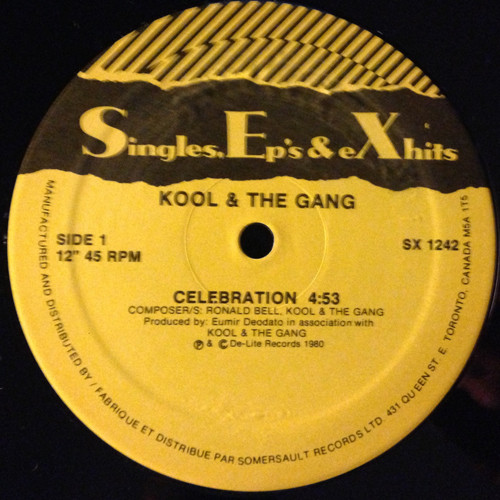 Singles, Ep's & eXhits
KOOL & THE GANG
SIDE 1
12" 45 RPM
SX 1242
CELEBRATION 4:53
COMPOSER/S: RONALD BELL, KOOL & THE GANG
Produced by: Eumir Deodato in association with
KOOL & THE GANG
℗ & © De-Lite Records 1980
MANUFACTURED AND DISTRIBUTED BY / FABRIQUE ET DISTRIBUE PAR SOMERSAULT RECORDS LTD 431 QUEEN ST. E. TORONTO, CANADA M5A 1T5